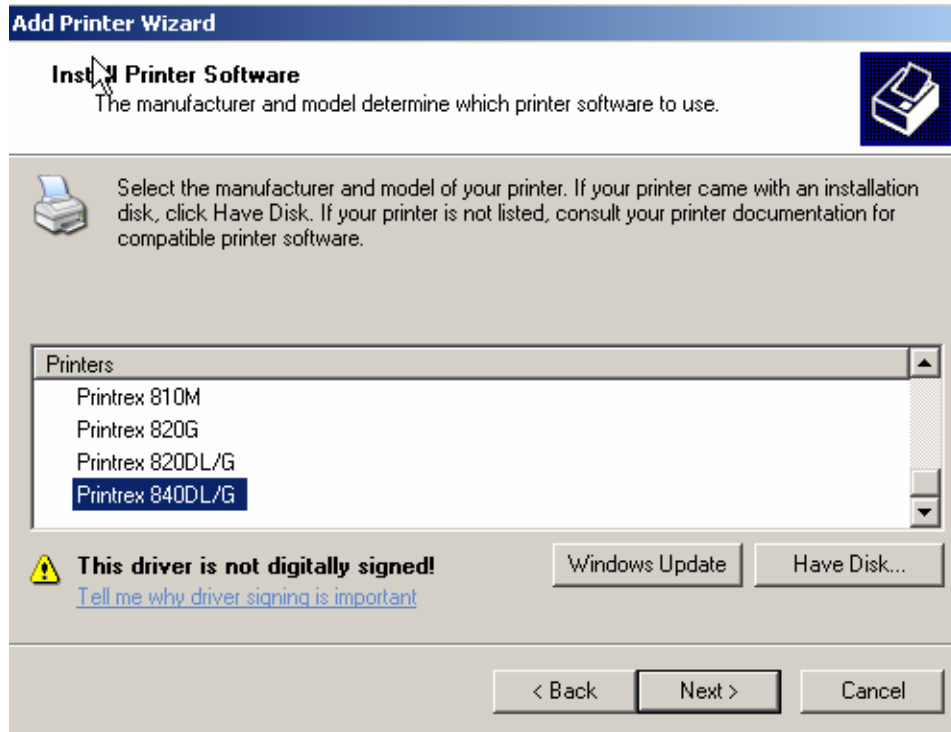 Add Printer Wizard
Install Printer Software
The manufacturer and model determine which printer software to use.
Select the manufacturer and model of your printer. If your printer came with an installation
disk, click Have Disk. If your printer is not listed, consult your printer documentation for
compatible printer software.
Printers
Printrex 810M
Printrex 820G
Printrex 820DL/G
Printrex 840DL/G
This driver is not digitally signed!
Tell me why driver signing is important
Windows Update
Have Disk...
< Back
Next >
Cancel